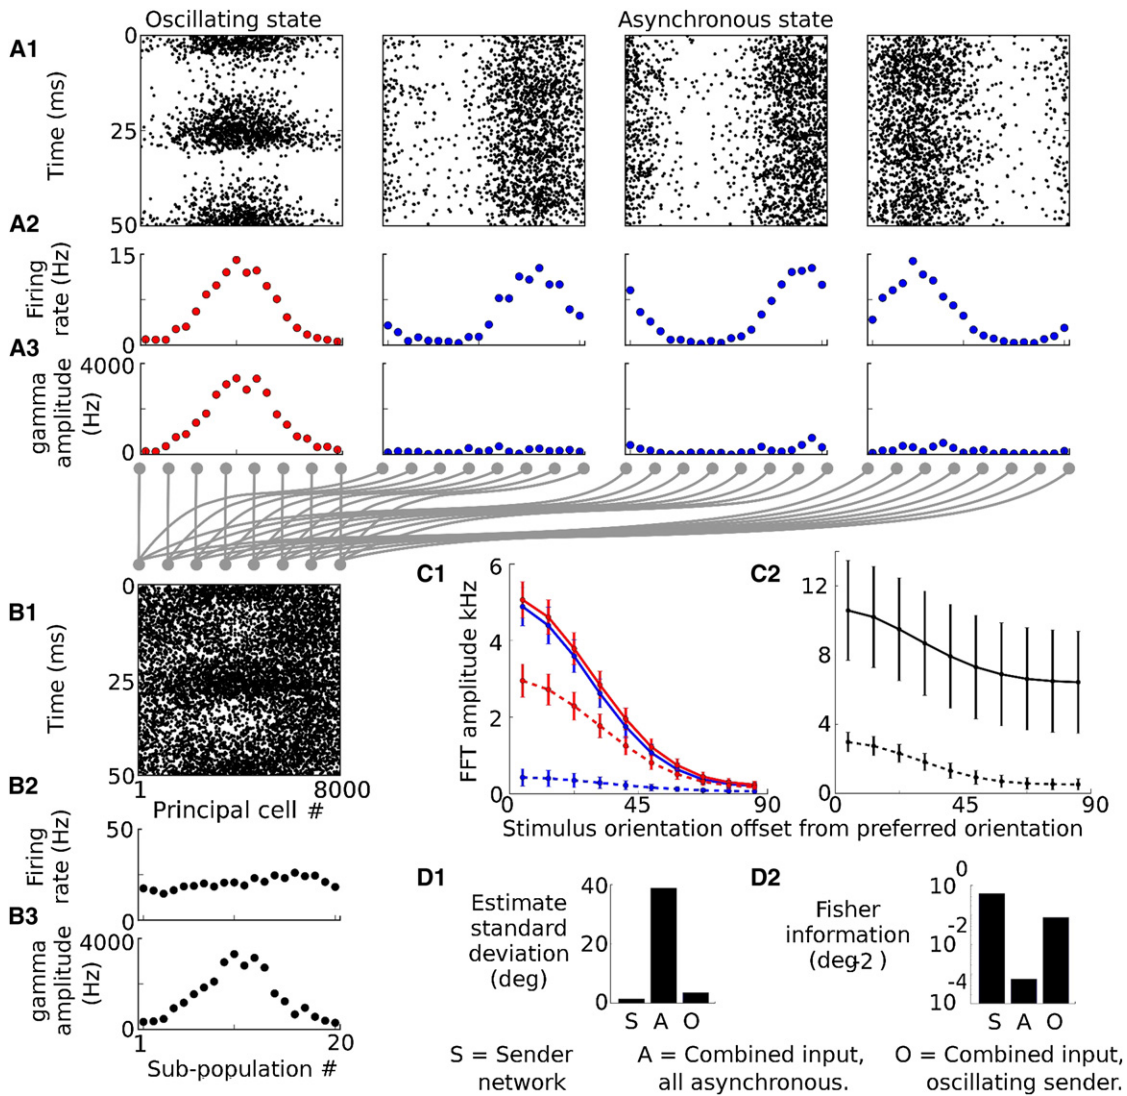 Oscillating state
Asynchronous state
A1
Time (ms)
0
25
50
A2
Firing
rate (Hz)
15
0
A3
gamma
amplitude
(Hz)
4000
0
B1
Time (ms)
0
25
50
1
8000
Principal cell #
B2
Firing
rate (Hz)
50
0
B3
gamma
amplitude
(Hz)
4000
0
1
20
Sub-population #
C1
FFT amplitude kHz
6
4
2
0
0
45
90
C2
12
8
4
0
0
45
90
Stimulus orientation offset from preferred orientation
D1
Estimate
standard
deviation
(deg)
40
20
0
S A O
D2
Fisher
information
(deg-2 )
10 0
10 -2
10 -4
S A O
S = Sender
network
A = Combined input,
all asynchronous.
O = Combined input,
oscillating sender.